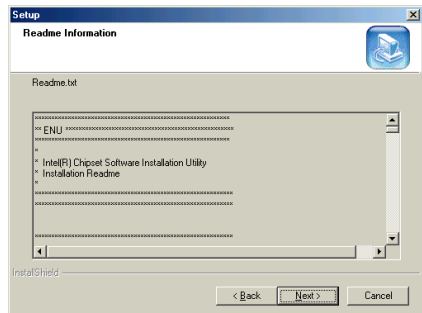 Setup
Readme Information
Readme.txt
************************************************************
** ENU ******************************************************
************************************************************
*
* Intel(R) Chipset Software Installation Utility
* Installation Readme
*
************************************************************
************************************************************
************************************************************
InstallShield
< Back
Next >
Cancel